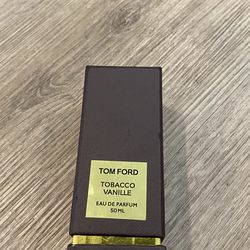 TOM FORD
TOBACCO
VANILLE
EAU DE PARFUM
50ML